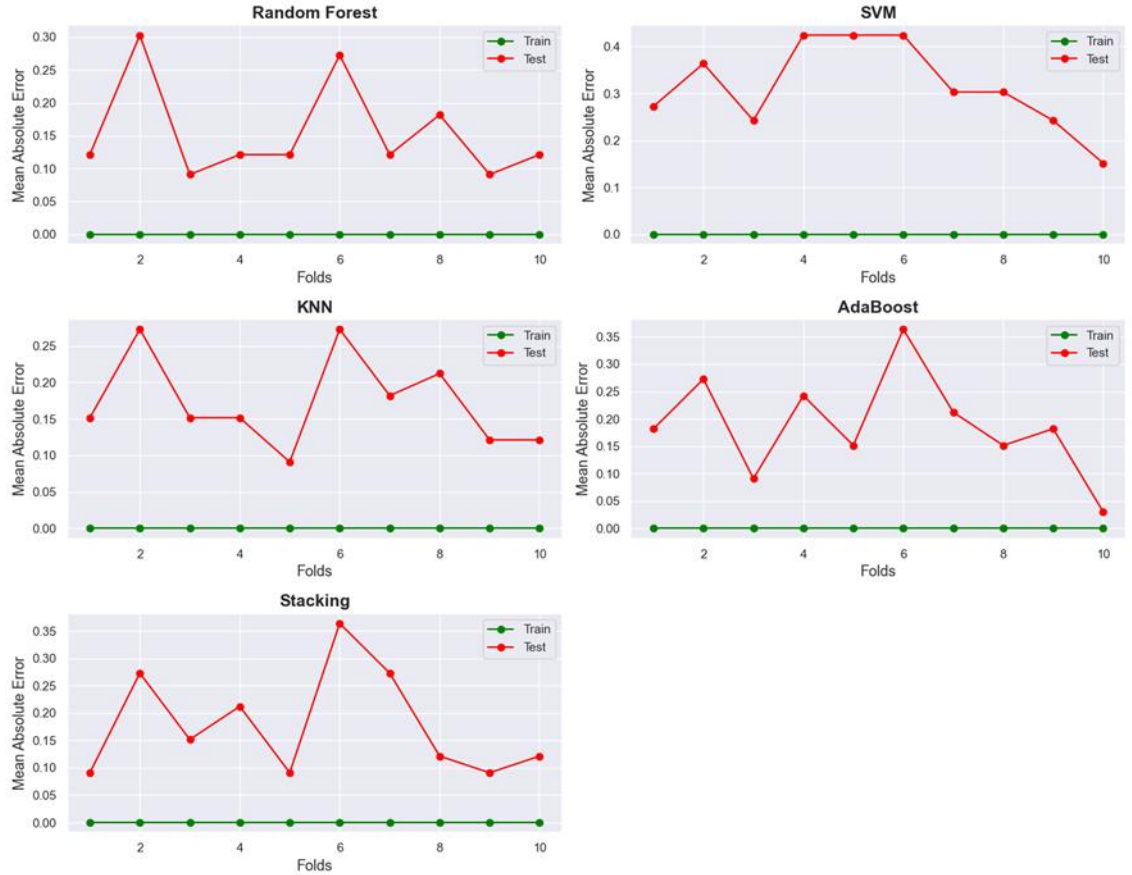 Random Forest
Mean Absolute Error
0.30
0.25
0.20
0.15
0.10
0.05
0.00
2
4
6
8
10
Folds
Train
Test
SVM
Mean Absolute Error
0.4
0.3
0.2
0.1
0.0
2
4
6
8
10
Folds
Train
Test
KNN
Mean Absolute Error
0.25
0.20
0.15
0.10
0.05
0.00
2
4
6
8
10
Folds
Train
Test
AdaBoost
Mean Absolute Error
0.35
0.30
0.25
0.20
0.15
0.10
0.05
0.00
2
4
6
8
10
Folds
Train
Test
Stacking
Mean Absolute Error
0.35
0.30
0.25
0.20
0.15
0.10
0.05
0.00
2
4
6
8
10
Folds
Train
Test